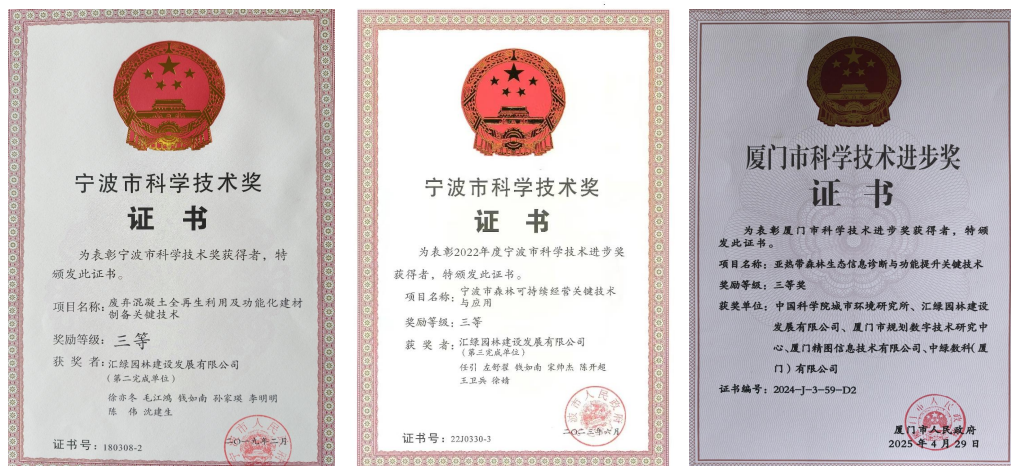 宁波市科学技术奖
证 书
为表彰宁波市科学技术奖获得者，特
颁发此证书。
项目名称：废弃混凝土全再生利用及功能化建材
制备关键技术
奖励等级：三等
获 奖 者：汇绿园林建设发展有限公司
（第二完成单位）
徐亦冬 毛江鸿 钱如南 孙家瑛 李明明
陈 伟 沈建生
二〇一九年二月
证书号：180308-2
宁波市科学技术奖
证 书
为表彰2022年度宁波市科学技术进步奖
获得者，特颁发此证书。
项目名称：宁波市森林可持续经营关键技术
与应用
奖励等级：三等
获 奖 者：汇绿园林建设发展有限公司
（第三完成单位）
任引 左舒翟 钱如南 宋帅杰 陈开超
王卫兵 徐婧
二〇二三年六月
证书号：22J0330-3
厦门市科学技术进步奖
证 书
为表彰厦门市科学技术进步奖获得者，特颁
发此证书。
项目名称：亚热带森林生态信息诊断与功能提升关键技术
奖励等级：三等奖
获奖单位：中国科学院城市环境研究所、汇绿园林建设
发展有限公司、厦门市规划数字技术研究中
心、厦门精图信息技术有限公司、中绿数科（厦
门）有限公司
证书编号：2024-J-3-59-D2
厦门市人民政府
2025 年 4 月 29 日